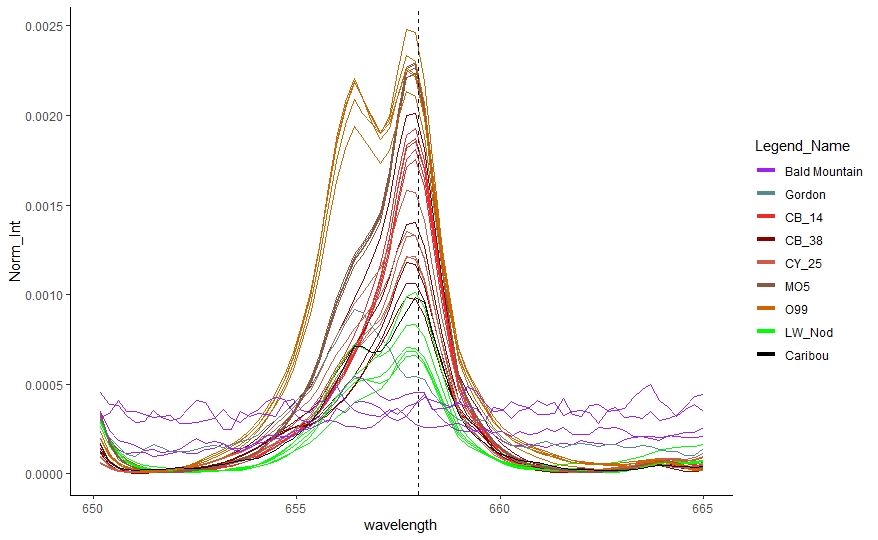 0.0025
0.0020
0.0015
0.0010
0.0005
0.0000
Norm_Int
650
655
660
665
wavelength
Legend_Name
Bald Mountain
Gordon
CB_14
CB_38
CY_25
MO5
O99
LW_Nod
Caribou